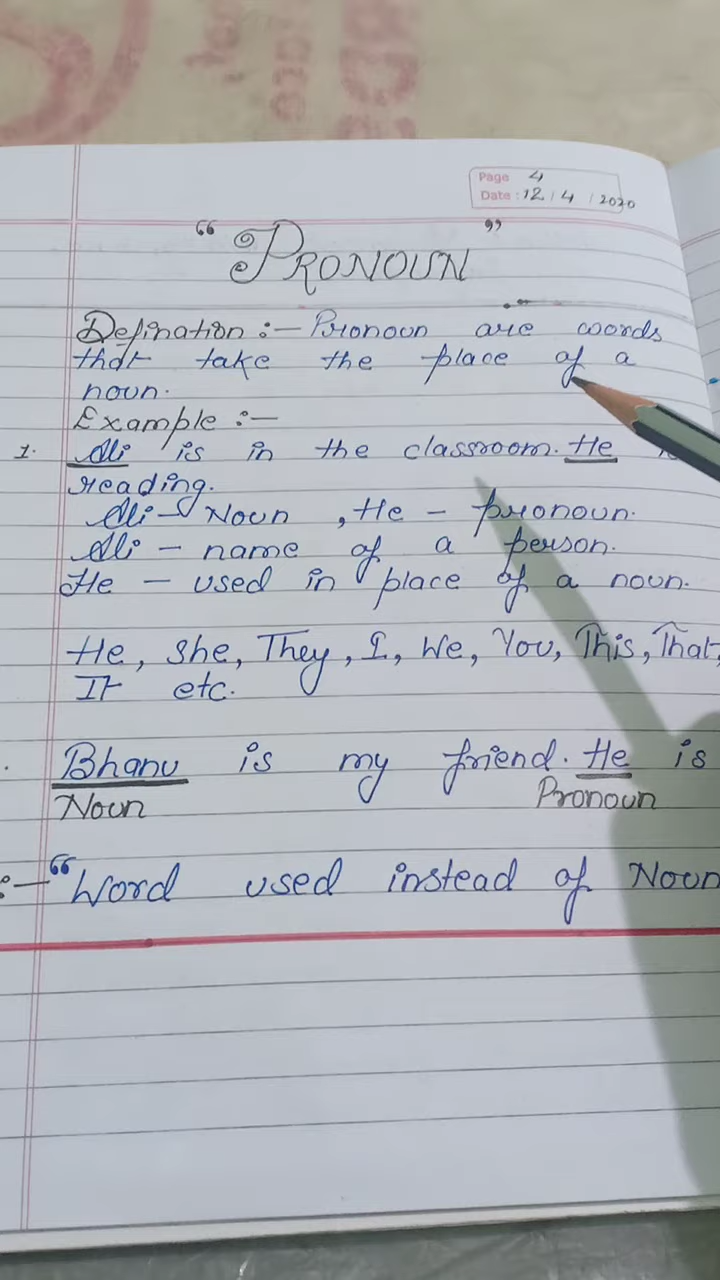 Page 4
Date : 12 / 4 / 2020
"PRONOUN"
Defination :- Pronoun are words
that take the place of a
noun.
Example :-
1. Ali is in the classroom. He
reading.
Ali - Noun , He - pronoun.
Ali - name of a person.
He - used in place of a noun.
He, She, They, I, We, You, This, That,
It etc.
Bhanu is my friend. He is
Noun Pronoun
:- "Word used instead of Noun